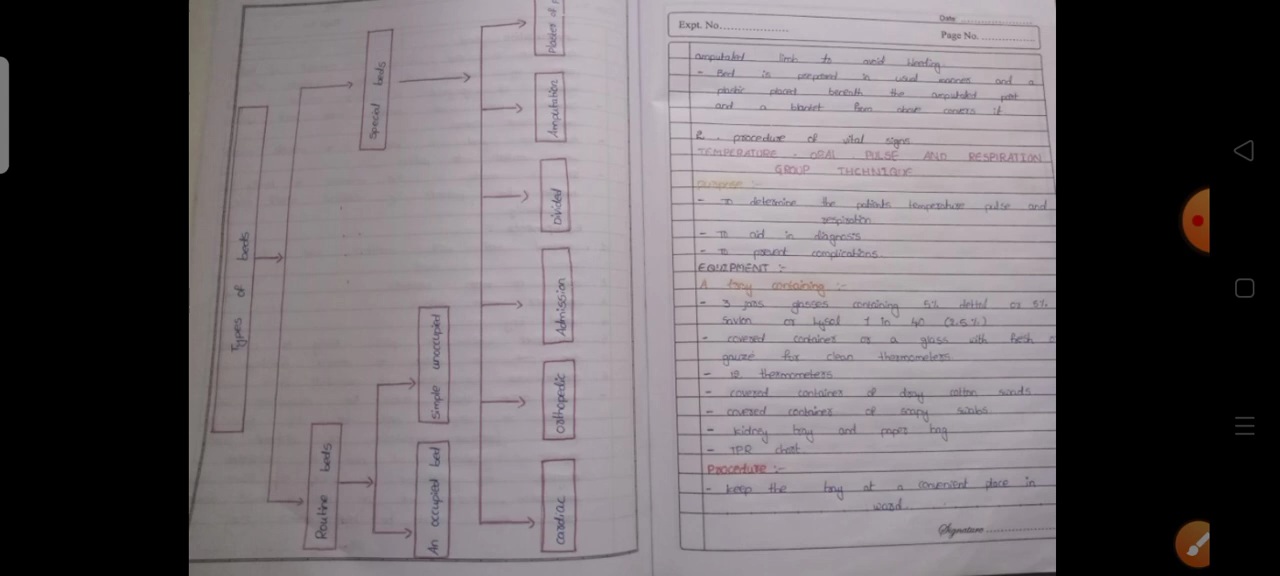 Types of beds
Routine beds
Special beds
An occupied bed
Simple unoccupied
cardiac
orthopedic
Admission
Divided
Amputation
Plaster of
Expt. No.
Date
Page No.
amputated limb to avoid bleeding
- Bed is prepared in usual manner and a
plastic placed beneath the amputated part
and a blanket from above covers it
2. procedure of vital signs
TEMPERATURE - ORAL PULSE AND RESPIRATION
GROUP THCHNIQUE
purpose :-
- To determine the patients temperature pulse and
respiration
- To aid in diagnosis
- To prevent complications
EQUIPMENT :-
A tray containing :-
- 3 glasses containing 5% dettol or 5%
Savlon or lysol 1 in 40 (2.5%)
- covered container or a glass with fresh
gauze for clean thermometers
- thermometers
- covered container of dry cotton
- covered container of soapy swabs
- kidney tray and paper bag
- TPR chart
Procedure :-
- keep the tray at a convenient place in
ward
Signature